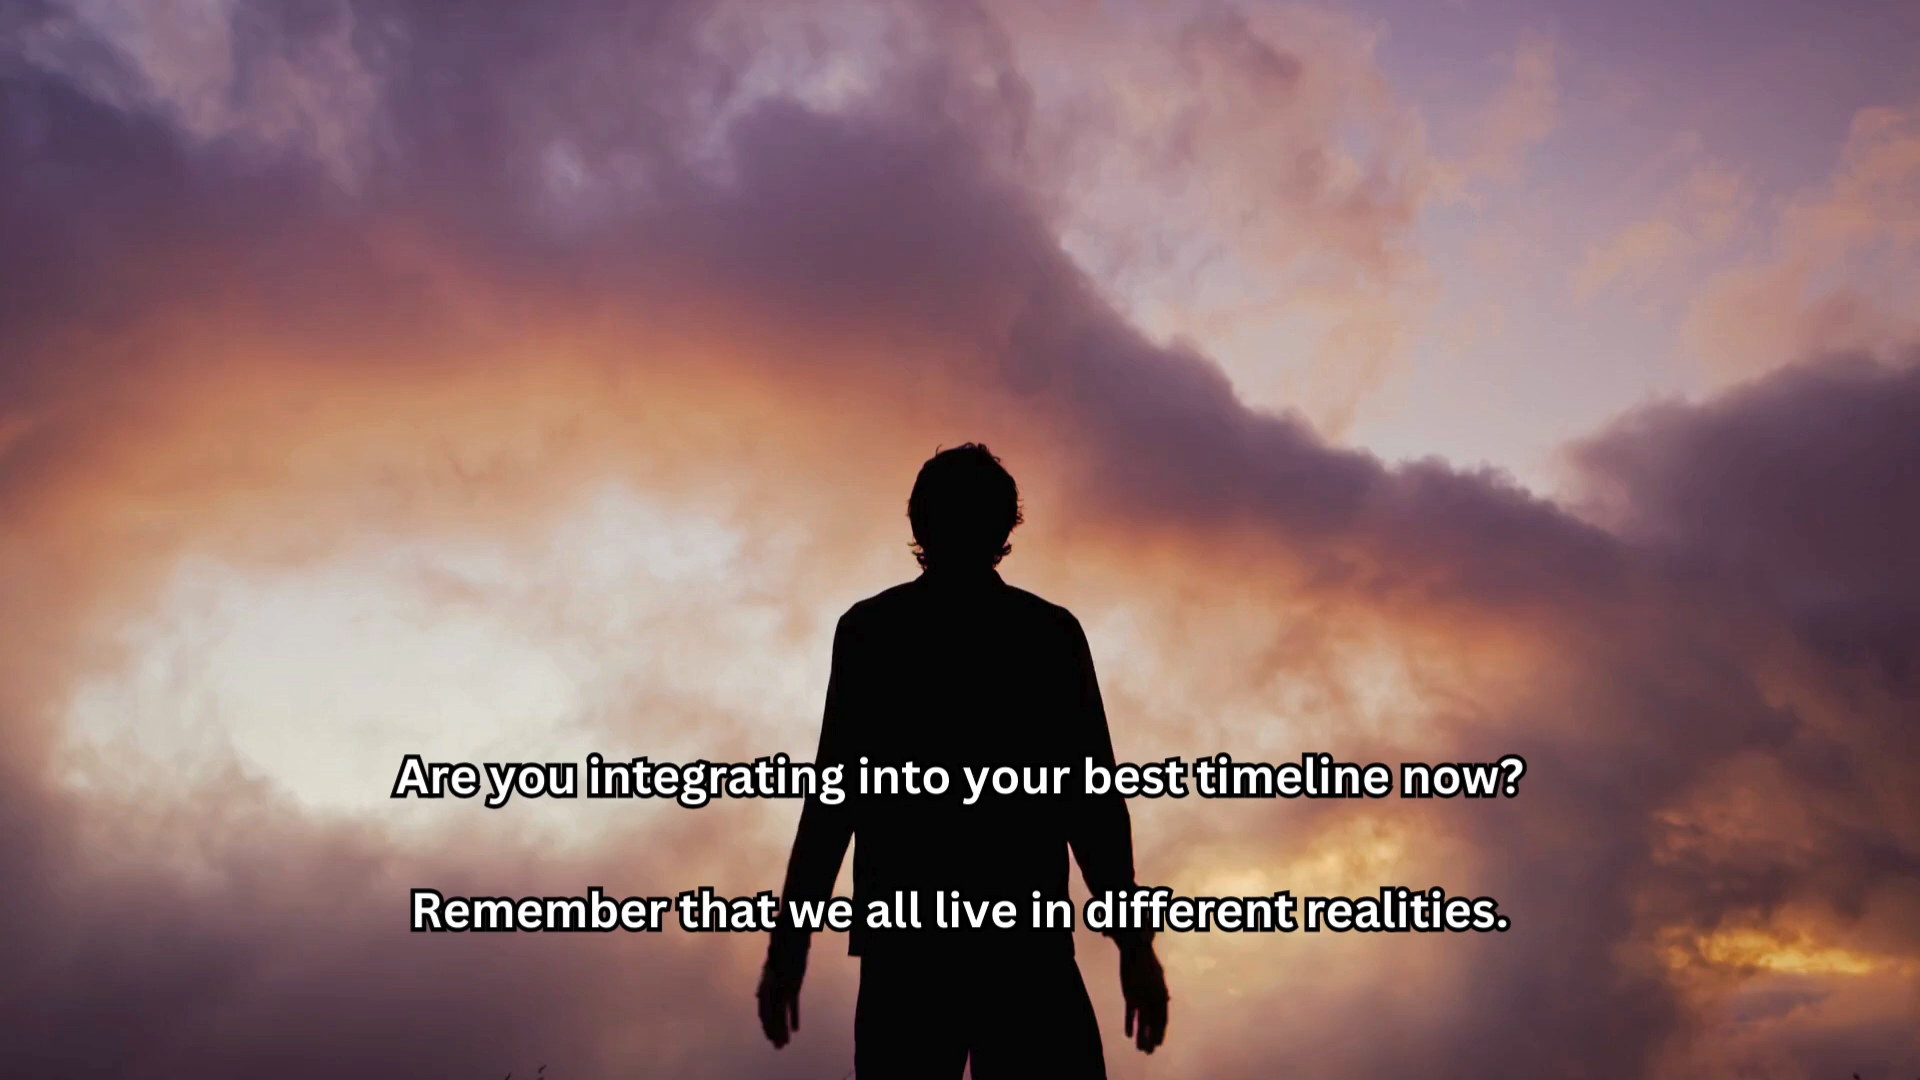 Are you integrating into your best timeline now?
Remember that we all live in different realities.